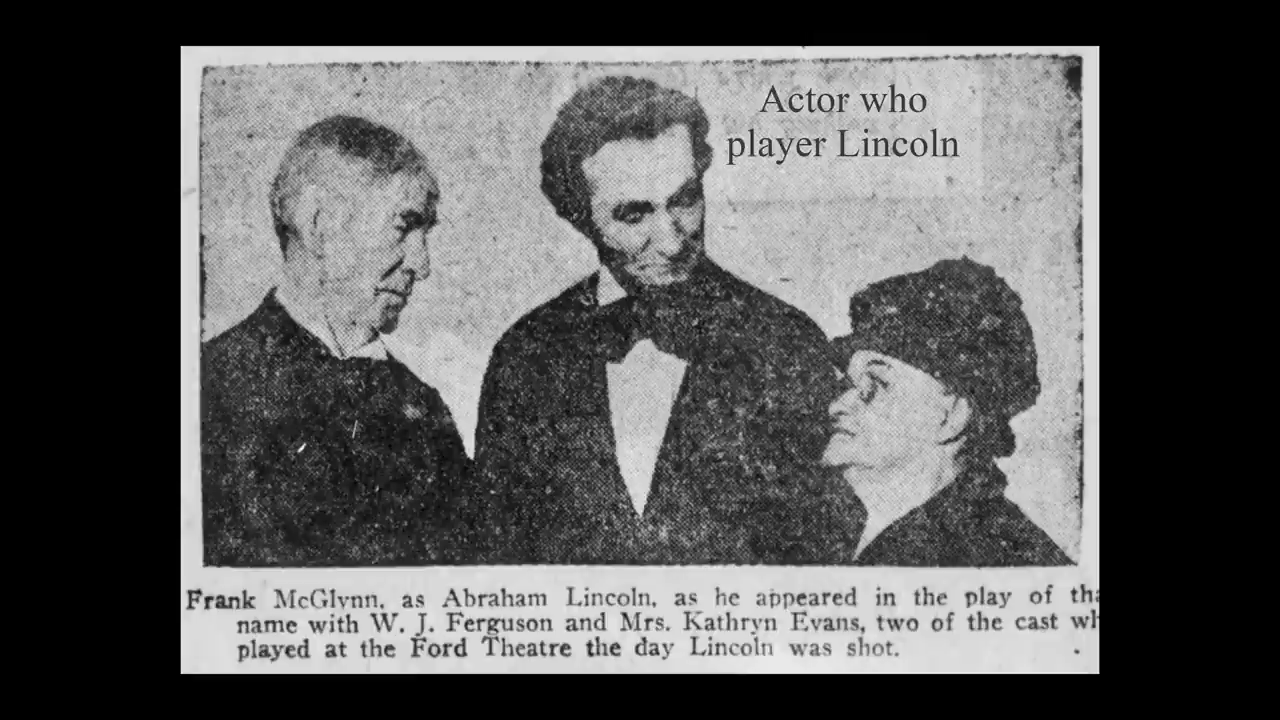 Actor who
player Lincoln
Frank McGlynn, as Abraham Lincoln, as he appeared in the play of
name with W. J. Ferguson and Mrs. Kathryn Evans, two of the cast
played at the Ford Theatre the day Lincoln was shot.